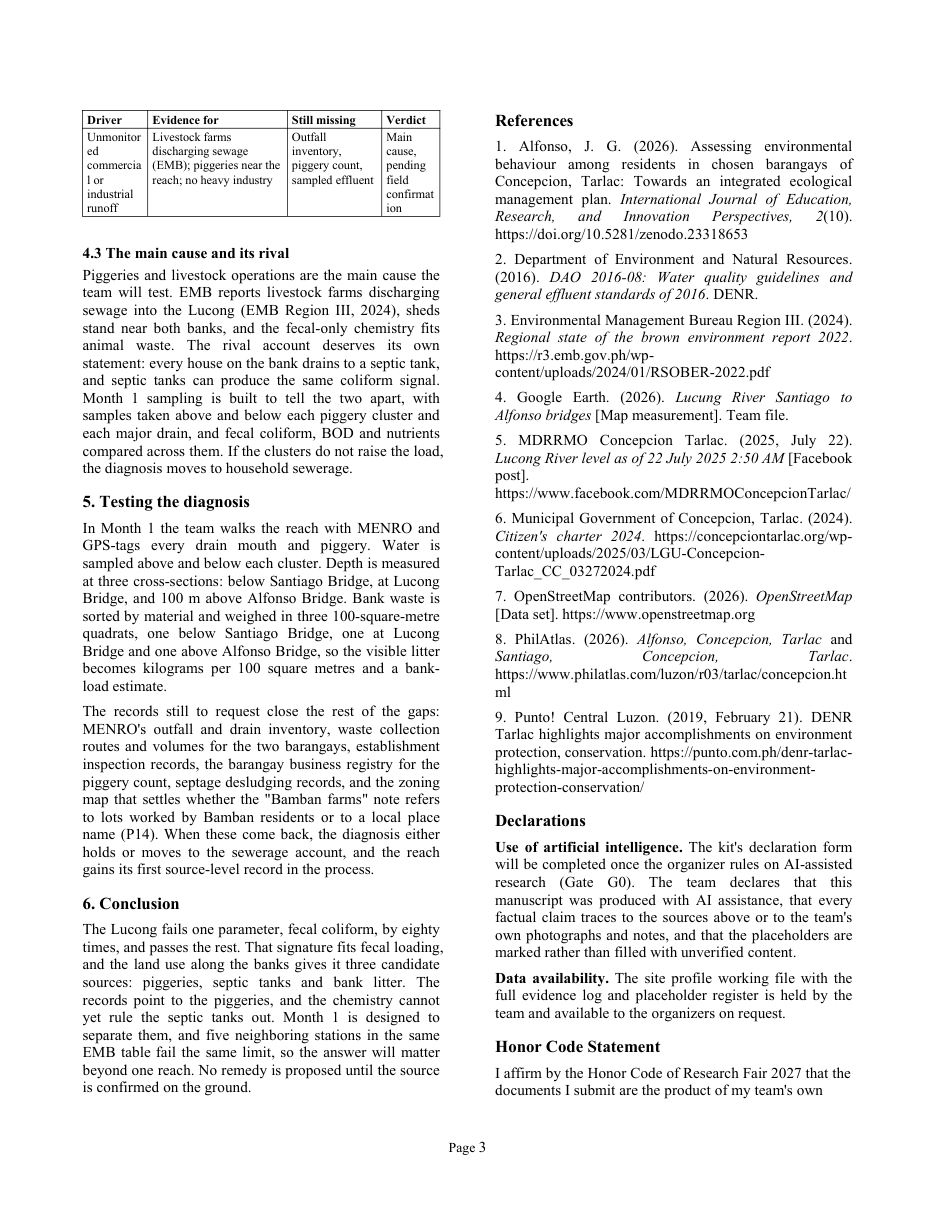 Driver Evidence for Still missing Verdict
Unmonitor Livestock farms Outfall Main
ed discharging sewage inventory, cause,
commercia (EMB); piggeries near the piggery count, pending
l or reach; no heavy industry sampled effluent field
industrial confirmat
runoff ion
4.3 The main cause and its rival
Piggeries and livestock operations are the main cause the
team will test. EMB reports livestock farms discharging
sewage into the Lucong (EMB Region III, 2024), sheds
stand near both banks, and the fecal-only chemistry fits
animal waste. The rival account deserves its own
statement: every house on the bank drains to a septic tank,
and septic tanks can produce the same coliform signal.
Month 1 sampling is built to tell the two apart, with
samples taken above and below each piggery cluster and
each major drain, and fecal coliform, BOD and nutrients
compared across them. If the clusters do not raise the load,
the diagnosis moves to household sewerage.
5. Testing the diagnosis
In Month 1 the team walks the reach with MENRO and
GPS-tags every drain mouth and piggery. Water is
sampled above and below each cluster. Depth is measured
at three cross-sections: below Santiago Bridge, at Lucong
Bridge, and 100 m above Alfonso Bridge. Bank waste is
sorted by material and weighed in three 100-square-metre
quadrats, one below Santiago Bridge, one at Lucong
Bridge and one above Alfonso Bridge, so the visible litter
becomes kilograms per 100 square metres and a bank-
load estimate.
The records still to request close the rest of the gaps:
MENRO's outfall and drain inventory, waste collection
routes and volumes for the two barangays, establishment
inspection records, the barangay business registry for the
piggery count, septage desludging records, and the zoning
map that settles whether the "Bamban farms" note refers
to lots worked by Bamban residents or to a local place
name (P14). When these come back, the diagnosis either
holds or moves to the sewerage account, and the reach
gains its first source-level record in the process.
6. Conclusion
The Lucong fails one parameter, fecal coliform, by eighty
times, and passes the rest. That signature fits fecal loading,
and the land use along the banks gives it three candidate
sources: piggeries, septic tanks and bank litter. The
records point to the piggeries, and the chemistry cannot
yet rule the septic tanks out. Month 1 is designed to
separate them, and five neighboring stations in the same
EMB table fail the same limit, so the answer will matter
beyond one reach. No remedy is proposed until the source
is confirmed on the ground.
References
1. Alfonso, J. G. (2026). Assessing environmental
behaviour among residents in chosen barangays of
Concepcion, Tarlac: Towards an integrated ecological
management plan. International Journal of Education,
Research, and Innovation Perspectives, 2(10).
https://doi.org/10.5281/zenodo.23318653
2. Department of Environment and Natural Resources.
(2016). DAO 2016-08: Water quality guidelines and
general effluent standards of 2016. DENR.
3. Environmental Management Bureau Region III. (2024).
Regional state of the brown environment report 2022.
https://r3.emb.gov.ph/wp-
content/uploads/2024/01/RSOBER-2022.pdf
4. Google Earth. (2026). Lucung River Santiago to
Alfonso bridges [Map measurement]. Team file.
5. MDRRMO Concepcion Tarlac. (2025, July 22).
Lucong River level as of 22 July 2025 2:50 AM [Facebook
post].
https://www.facebook.com/MDRRMOConcepcionTarlac/
6. Municipal Government of Concepcion, Tarlac. (2024).
Citizen's charter 2024. https://concepciontarlac.org/wp-
content/uploads/2025/03/LGU-Concepcion-
Tarlac_CC_03272024.pdf
7. OpenStreetMap contributors. (2026). OpenStreetMap
[Data set]. https://www.openstreetmap.org
8. PhilAtlas. (2026). Alfonso, Concepcion, Tarlac and
Santiago, Concepcion, Tarlac.
https://www.philatlas.com/luzon/r03/tarlac/concepcion.ht
ml
9. Punto! Central Luzon. (2019, February 21). DENR
Tarlac highlights major accomplishments on environment
protection, conservation. https://punto.com.ph/denr-tarlac-
highlights-major-accomplishments-on-environment-
protection-conservation/
Declarations
Use of artificial intelligence. The kit's declaration form
will be completed once the organizer rules on AI-assisted
research (Gate G0). The team declares that this
manuscript was produced with AI assistance, that every
factual claim traces to the sources above or to the team's
own photographs and notes, and that the placeholders are
marked rather than filled with unverified content.
Data availability. The site profile working file with the
full evidence log and placeholder register is held by the
team and available to the organizers on request.
Honor Code Statement
I affirm by the Honor Code of Research Fair 2027 that the
documents I submit are the product of my team's own
Page 3